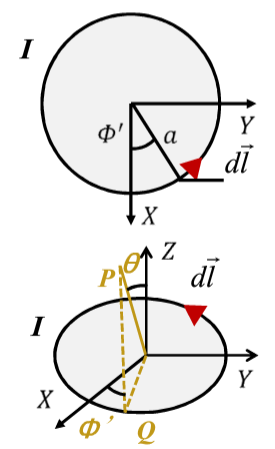 I
Φ' a Y
dl⃗
X
Z
P θ dl⃗
I
X Y
Φ' Q